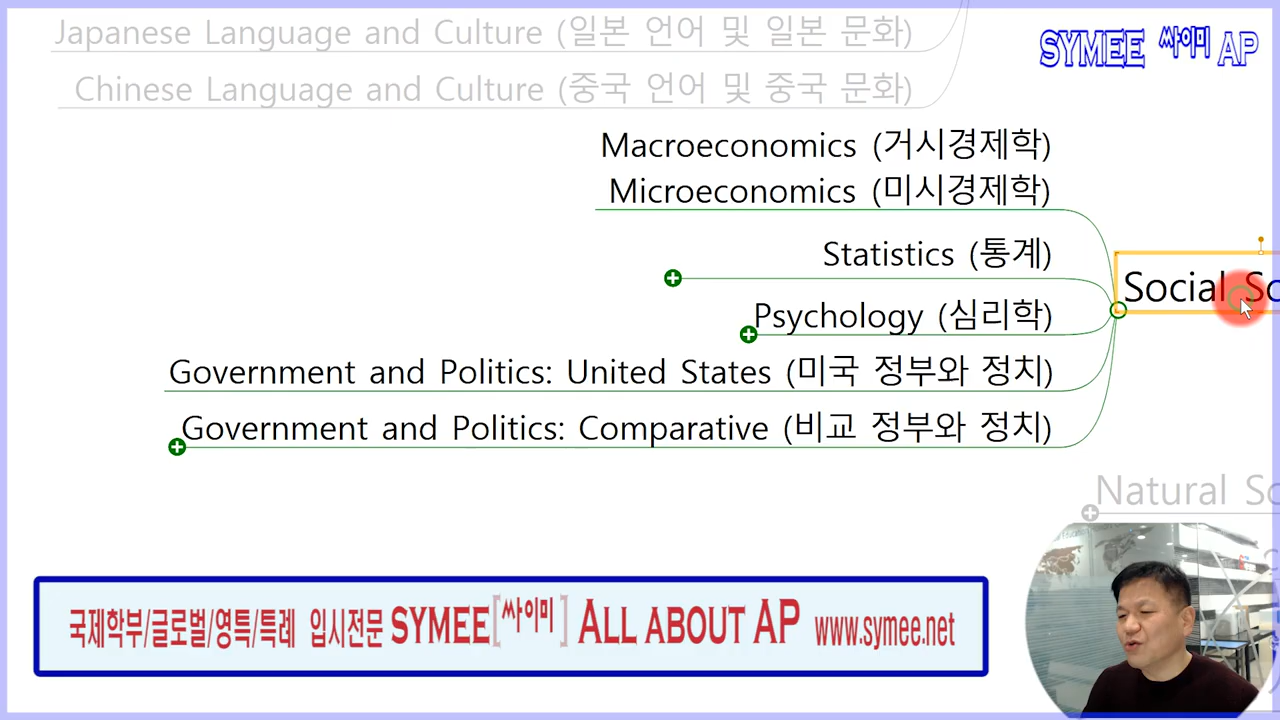 Japanese Language and Culture (일본 언어 및 일본 문화)
SYMEE 싸이미 AP
Chinese Language and Culture (중국 언어 및 중국 문화)
Macroeconomics (거시경제학)
Microeconomics (미시경제학)
Statistics (통계)
Social Sc
Psychology (심리학)
Government and Politics: United States (미국 정부와 정치)
Government and Politics: Comparative (비교 정부와 정치)
Natural Sc
국제학부/글로벌/영특/특례 입시전문 SYMEE[싸이미] ALL ABOUT AP www.symee.net